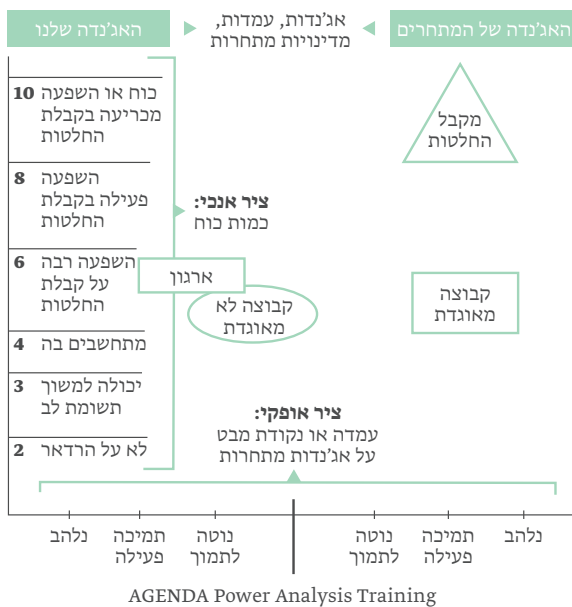 האג'נדה של המתחרים
אג'נדות, עמדות,
מדיניויות מתחרות
האג'נדה שלנו
10 כוח או השפעה
מכריעה בקבלת
החלטות
8 השפעה
פעילה בקבלת
החלטות
6 השפעה רבה
על קבלת
החלטות
4 מתחשבים בה
3 יכולה למשוך
תשומת לב
2 לא על הרדאר
ציר אנכי:
כמות כוח
מקבל
החלטות
ארגון
קבוצה לא
מאוגדת
קבוצה
מאוגדת
ציר אופקי:
עמדה או נקודת מבט
על אג'נדות מתחרות
נלהב
תמיכה
פעילה
נוטה
לתמוך
נוטה
לתמוך
תמיכה
פעילה
נלהב
AGENDA Power Analysis Training